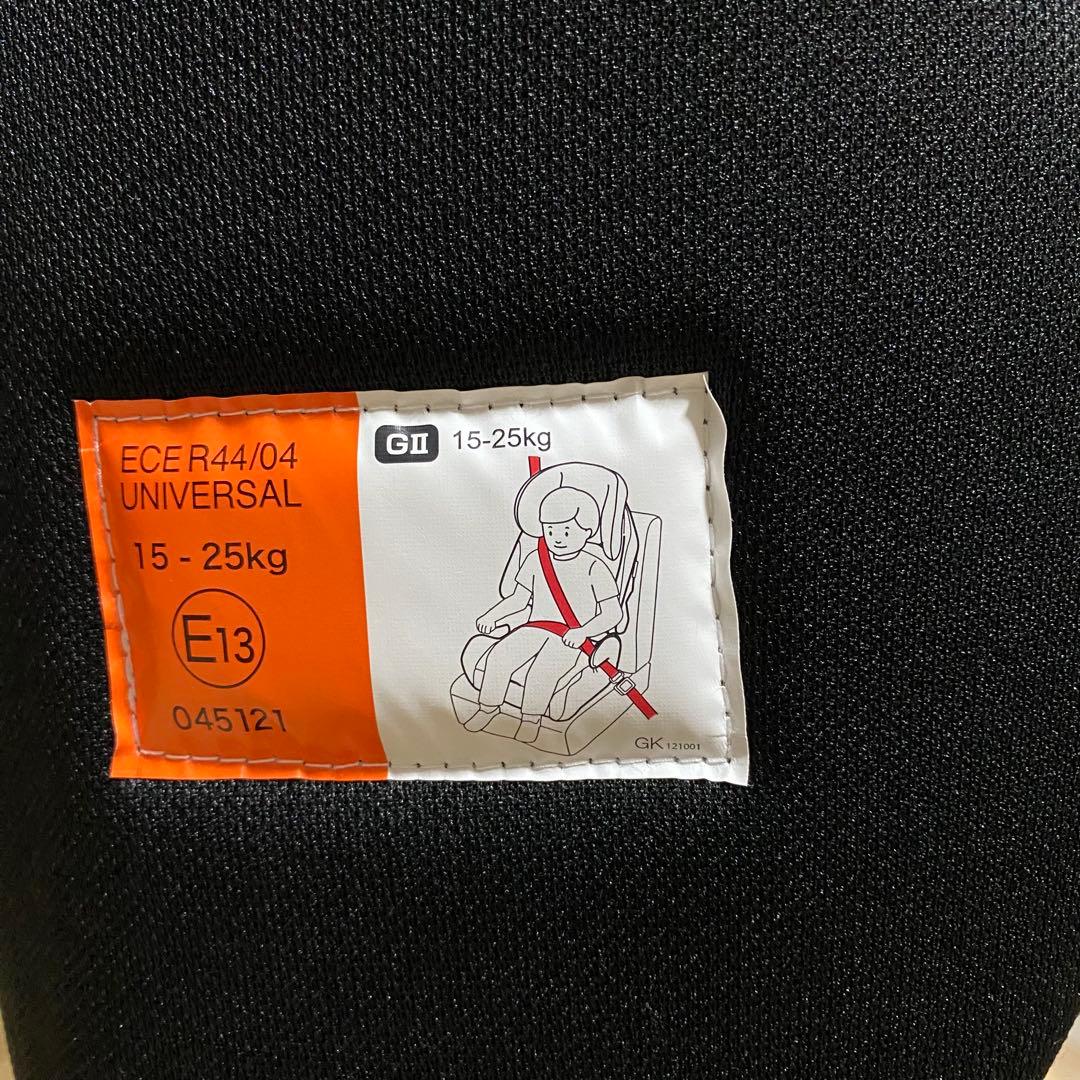 ECE R44/04
UNIVERSAL
15 - 25kg
E13
045121
GII 15-25kg
GK 121001